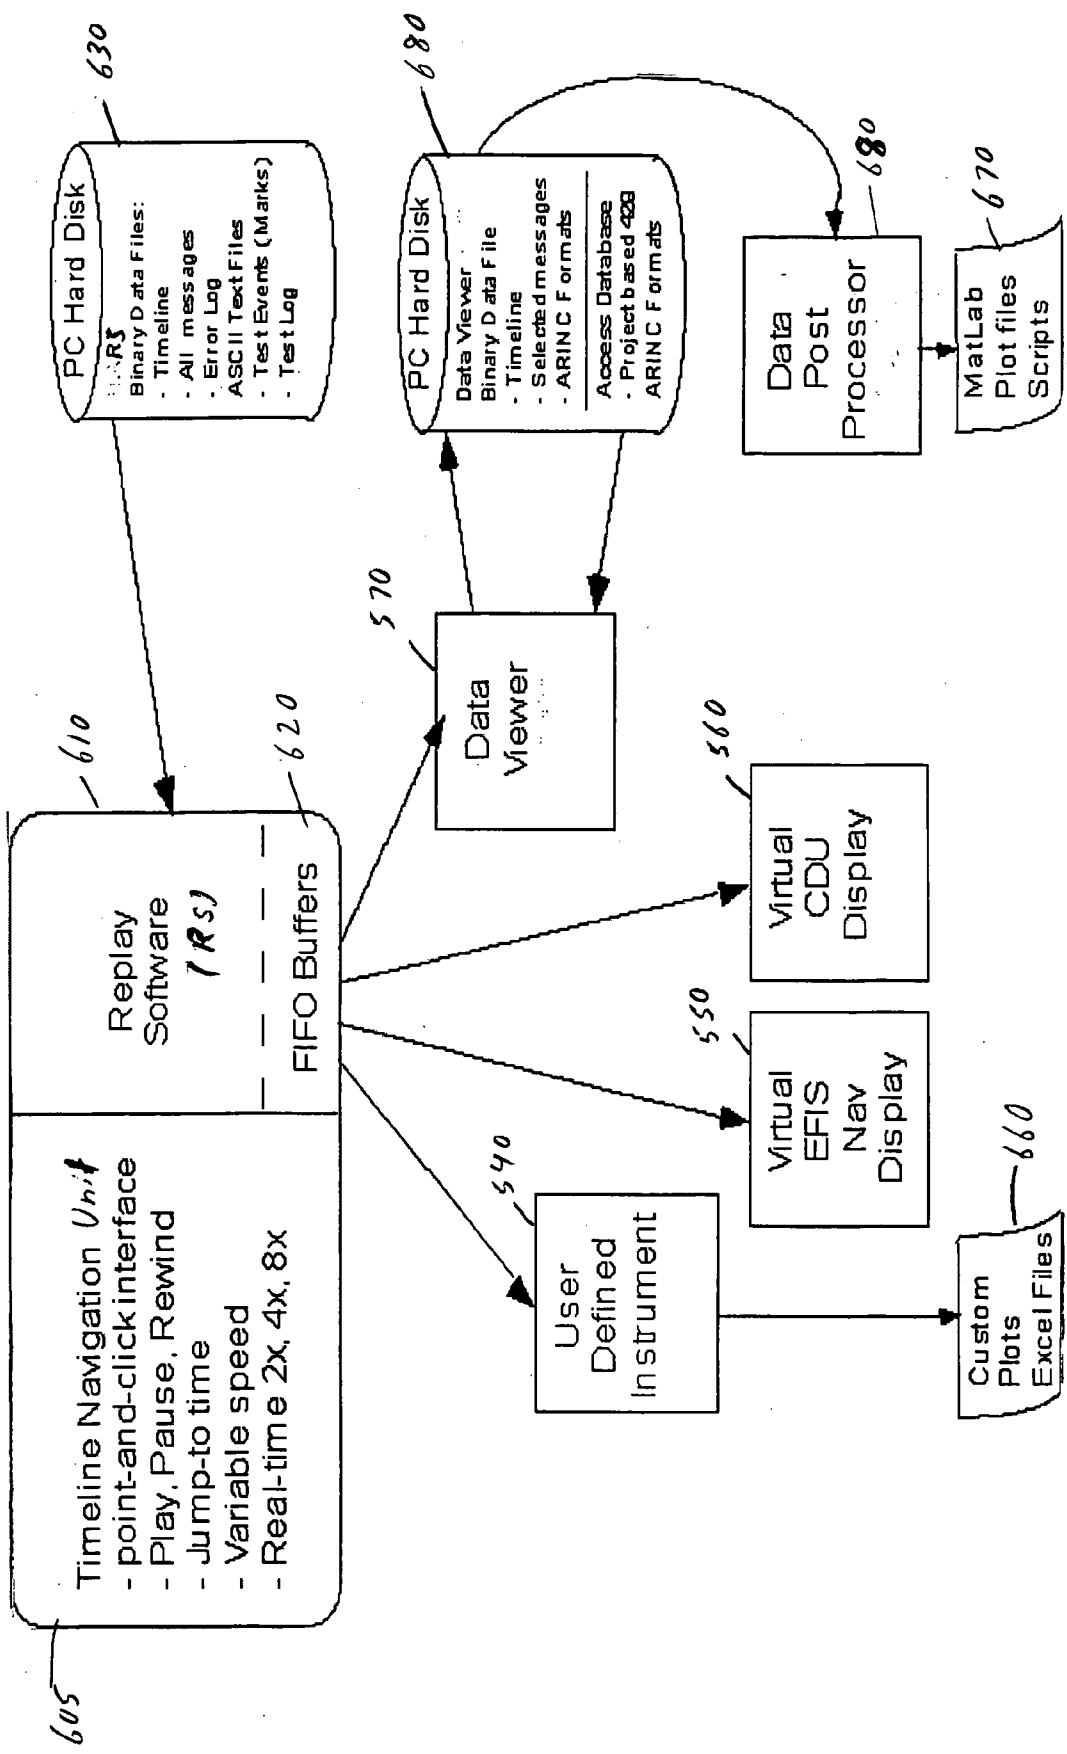 605
Timeline Navigation Unit
- point-and-click interface
- Play, Pause, Rewind
- Jump-to time
- Variable speed
- Real-time 2x, 4x, 8x
610
Replay
Software
(RS)
620
FIFO Buffers
630
PC Hard Disk
Binary Data Files:
- Timeline
- All messages
- Error Log
ASCII Text Files
- Test Events (Marks)
- Test Log
680
PC Hard Disk
Data Viewer
Binary Data File
- Timeline
- Selected messages
- ARINC Formats
Access Database
- Project based 429
ARINC Formats
570
Data
Viewer
540
User
Defined
Instrument
550
Virtual
EFIS
Nav
Display
560
Virtual
CDU
Display
680
Data
Post
Processor
660
Custom
Plots
Excel Files
670
MatLab
Plot files
Scripts